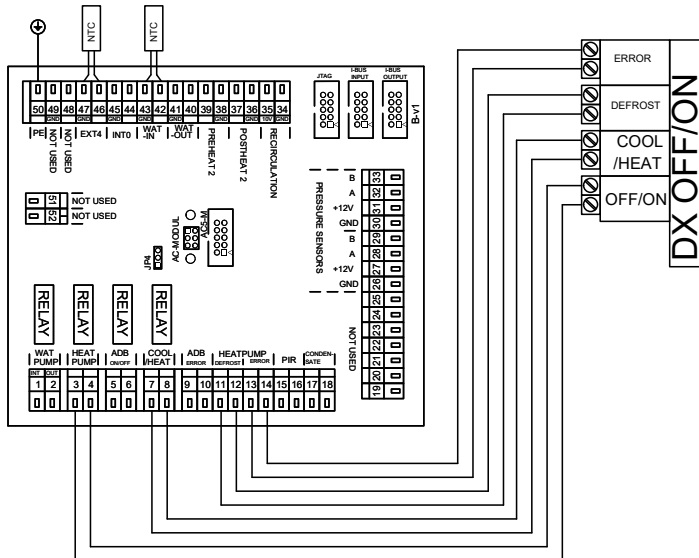 NTC NTC
JTAG
I-BUS INPUT
I-BUS OUTPUT
IB-V1
50 49 48 47 46 45 44 43 42 41 40 39 38 37 36 35 34
GND GND GND GND GND GND GND 10V GND
PE
NOT USED
NOT USED
EXT4
INT0
WAT -IN
WAT -OUT
PREHEAT 2
POSTHEAT 2
RECIRCULATION
51 NOT USED
52 NOT USED
ACS-M
AC-MODUL
JP4
PRESSURE SENSORS
B 33
A 32
+12V 31
GND 30
B 29
A 28
+12V 27
GND 26
25
24
23
22
21
20
19
NOT USED
RELAY RELAY RELAY RELAY
WAT PUMP
HEAT PUMP
ADB ON/OFF
COOL /HEAT
ADB ERROR
HEATPUMP
DEFROST ERROR
PIR
CONDEN- SATE
INT OUT
1 2 3 4 5 6 7 8 9 10 11 12 13 14 15 16 17 18
ERROR
DEFROST
COOL
/HEAT
OFF/ON
DX OFF/ON